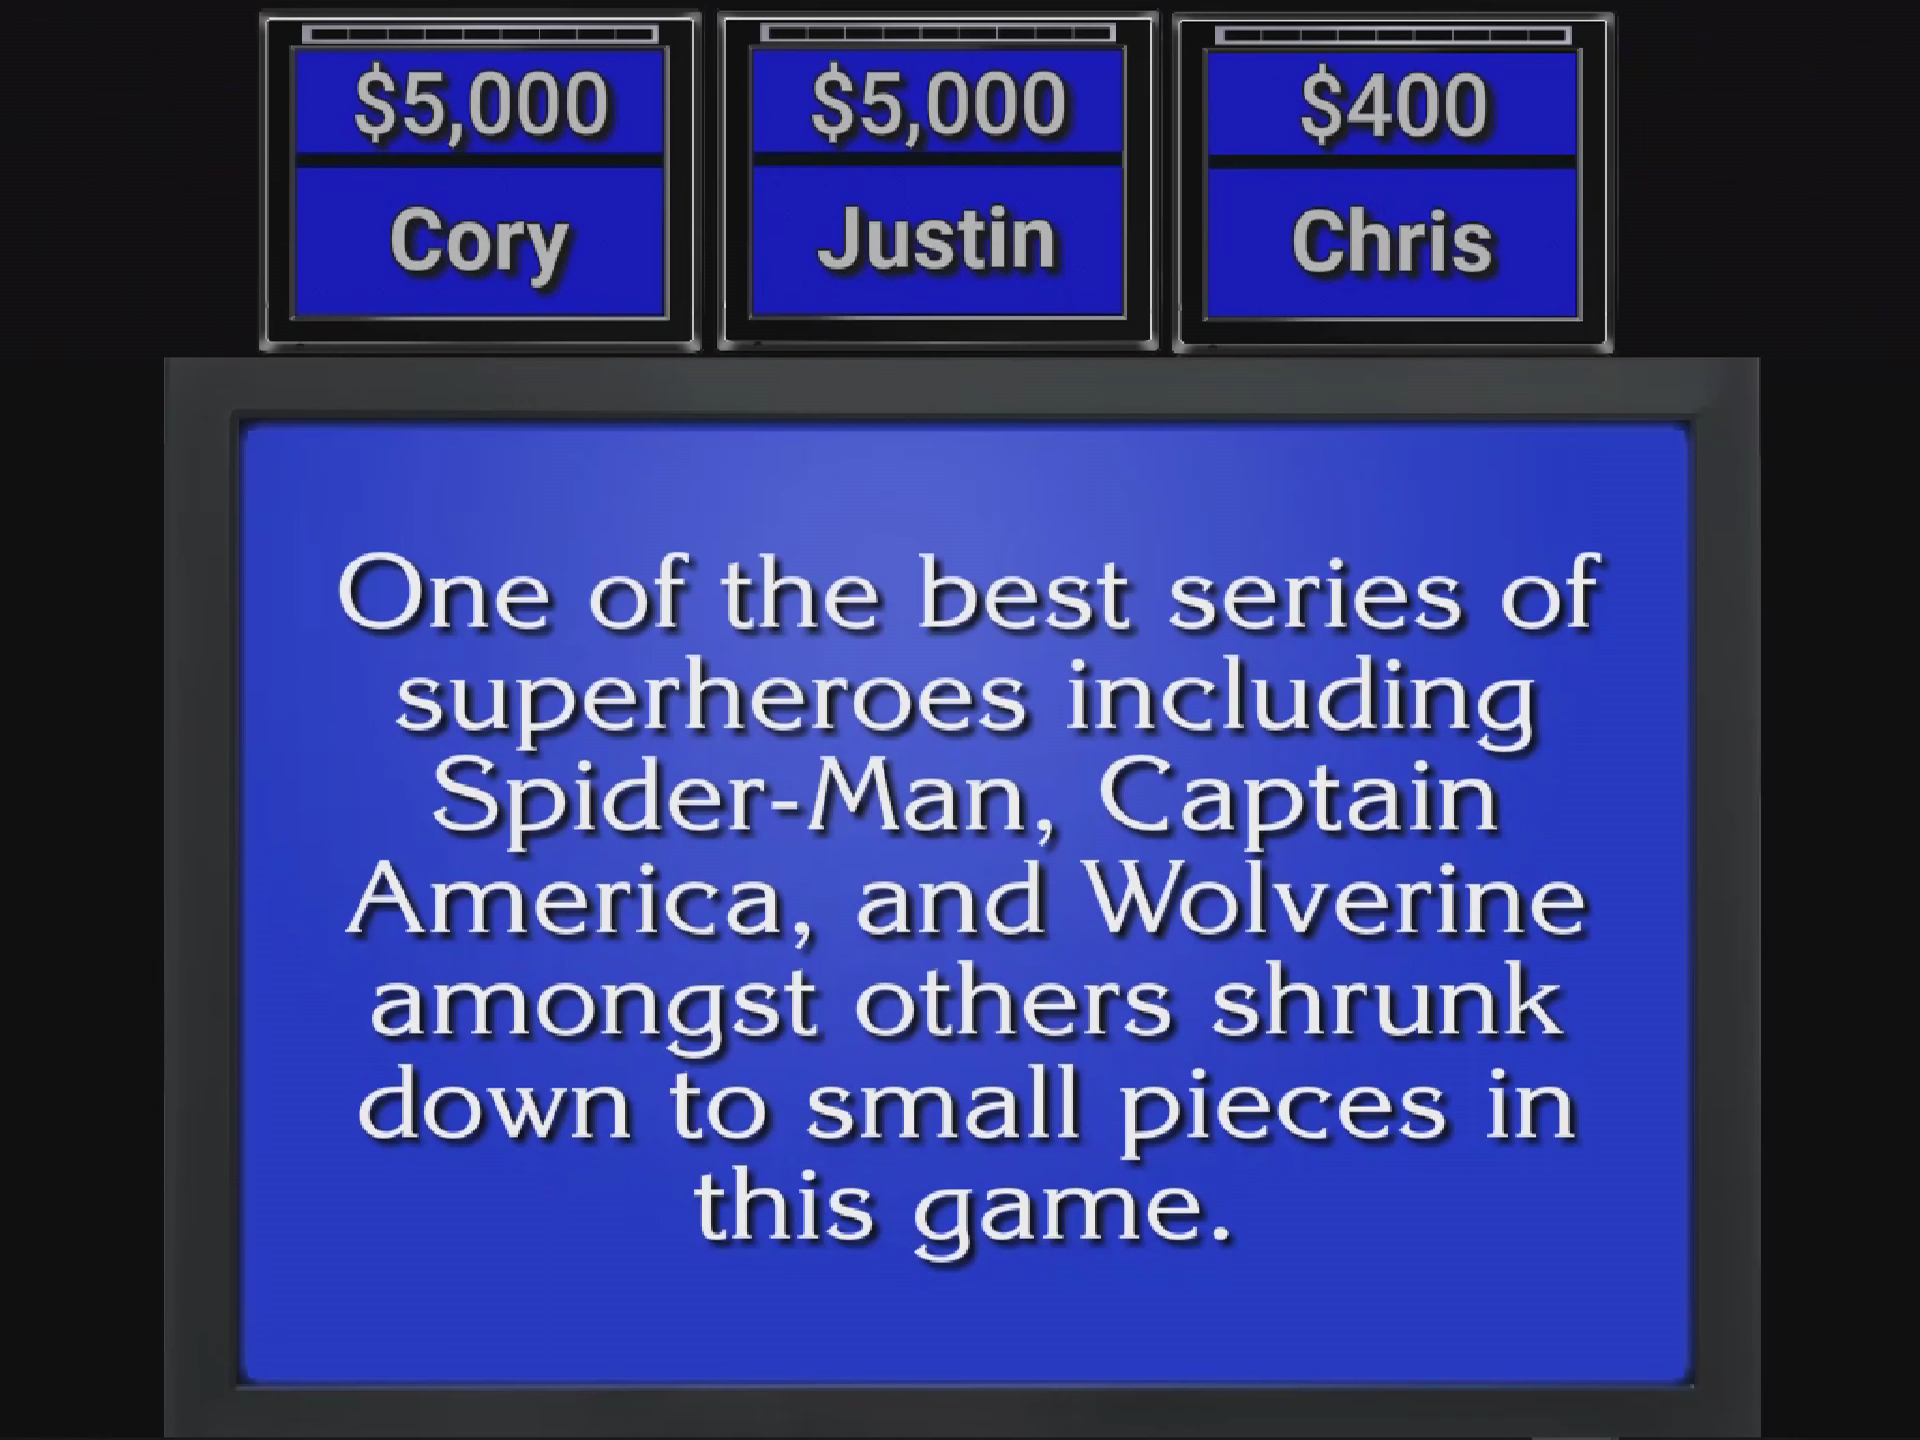 $5,000
$5,000
$400
Cory
Justin
Chris
One of the best series of
superheroes including
Spider-Man, Captain
America, and Wolverine
amongst others shrunk
down to small pieces in
this game.